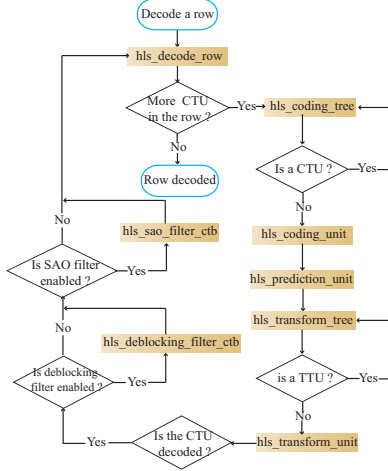 Decode a row
hls_decode_row
More CTU
in the row ?
Yes
hls_coding_tree
No
Is a CTU ?
Yes
Row decoded
No
No
hls_sao_filter_ctb
hls_coding_unit
Is SAO filter
enabled ?
Yes
hls_prediction_unit
hls_transform_tree
No
hls_deblocking_filter_ctb
Is deblocking
filter enabled ?
Yes
is a TTU ?
Yes
No
Is the CTU
decoded ?
Yes
hls_transform_unit